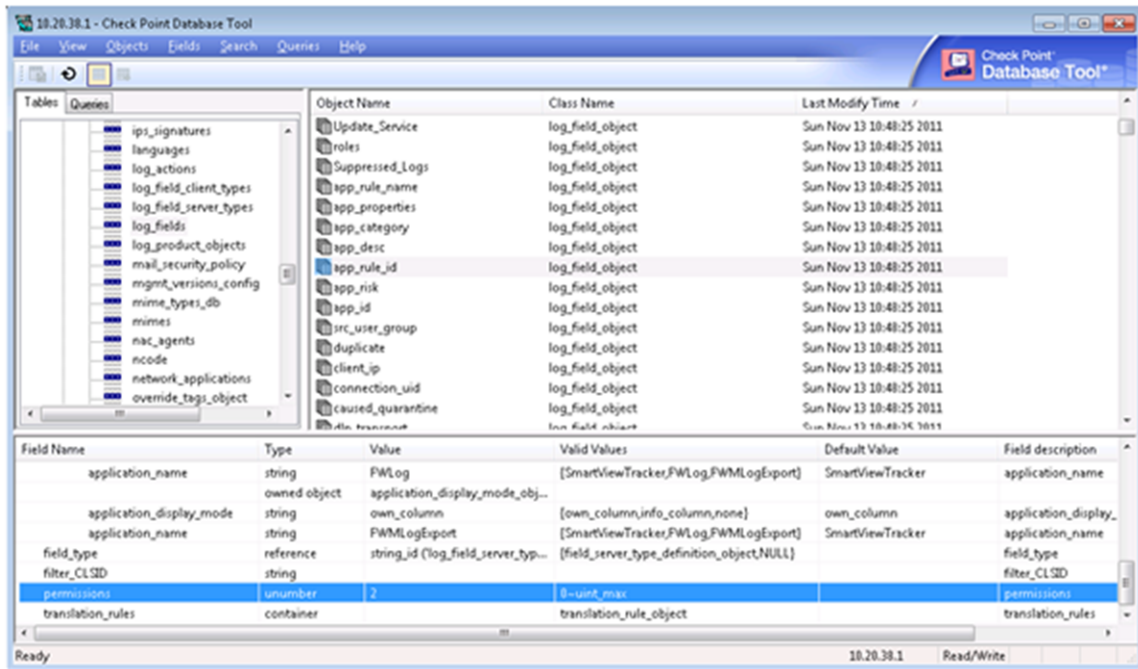 10.20.38.1 - Check Point Database Tool
File View Objects Fields Search Queries Help
Check Point
Database Tool
Tables Queries
ips_signatures
languages
log_actions
log_field_client_types
log_field_server_types
log_fields
log_product_objects
mail_security_policy
mgmt_versions_config
mime_types_db
mimes
nac_agents
ncode
network_applications
override_tags_object
Object Name Class Name Last Modify Time
Update_Service log_field_object Sun Nov 13 10:48:25 2011
roles log_field_object Sun Nov 13 10:48:25 2011
Suppressed_Logs log_field_object Sun Nov 13 10:48:25 2011
app_rule_name log_field_object Sun Nov 13 10:48:25 2011
app_properties log_field_object Sun Nov 13 10:48:25 2011
app_category log_field_object Sun Nov 13 10:48:25 2011
app_desc log_field_object Sun Nov 13 10:48:25 2011
app_rule_id log_field_object Sun Nov 13 10:48:25 2011
app_risk log_field_object Sun Nov 13 10:48:25 2011
app_id log_field_object Sun Nov 13 10:48:25 2011
src_user_group log_field_object Sun Nov 13 10:48:25 2011
duplicate log_field_object Sun Nov 13 10:48:25 2011
client_ip log_field_object Sun Nov 13 10:48:25 2011
connection_uid log_field_object Sun Nov 13 10:48:25 2011
caused_quarantine log_field_object Sun Nov 13 10:48:25 2011
dlp_transport log_field_object Sun Nov 13 10:48:25 2011
Field Name Type Value Valid Values Default Value Field description
application_name string FWLog {SmartViewTracker,FWLog,FWMLogExport} SmartViewTracker application_name
owned object application_display_mode_obj...
application_display_mode string own_column {own_column,info_column,none} own_column application_display_
application_name string FWMLogExport {SmartViewTracker,FWLog,FWMLogExport} SmartViewTracker application_name
field_type reference string_id ('log_field_server_typ... {field_server_type_definition_object,NULL} field_type
filter_CLSID string filter_CLSID
permissions unumber 2 0-uint_max permissions
translation_rules container translation_rule_object translation_rules
Ready 10.20.38.1 Read/Write